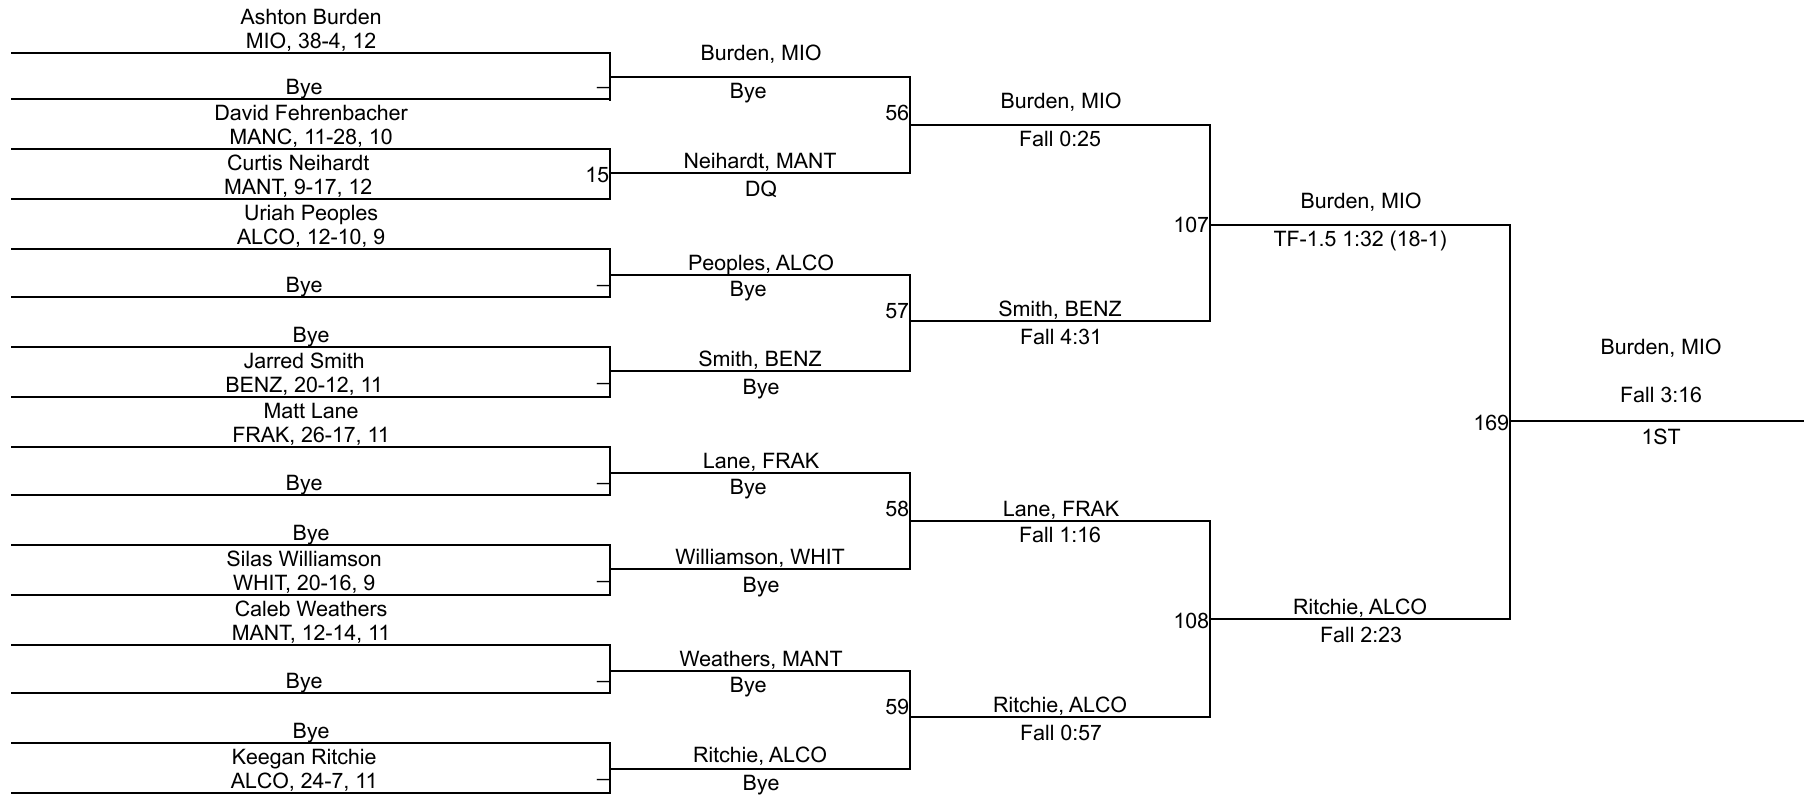 Ashton Burden
MIO, 38-4, 12
Bye
David Fehrenbacher
MANC, 11-28, 10
Curtis Neihardt
MANT, 9-17, 12
15
Uriah Peoples
ALCO, 12-10, 9
Bye
Bye
Jarred Smith
BENZ, 20-12, 11
Matt Lane
FRAK, 26-17, 11
Bye
Bye
Silas Williamson
WHIT, 20-16, 9
Caleb Weathers
MANT, 12-14, 11
Bye
Bye
Keegan Ritchie
ALCO, 24-7, 11
Burden, MIO
Bye
56
Neihardt, MANT
DQ
Peoples, ALCO
Bye
57
Smith, BENZ
Bye
Lane, FRAK
Bye
58
Williamson, WHIT
Bye
Weathers, MANT
Bye
59
Ritchie, ALCO
Bye
Burden, MIO
Fall 0:25
107
Smith, BENZ
Fall 4:31
Lane, FRAK
Fall 1:16
108
Ritchie, ALCO
Fall 0:57
Burden, MIO
TF-1.5 1:32 (18-1)
169
Ritchie, ALCO
Fall 2:23
Burden, MIO
Fall 3:16
1ST